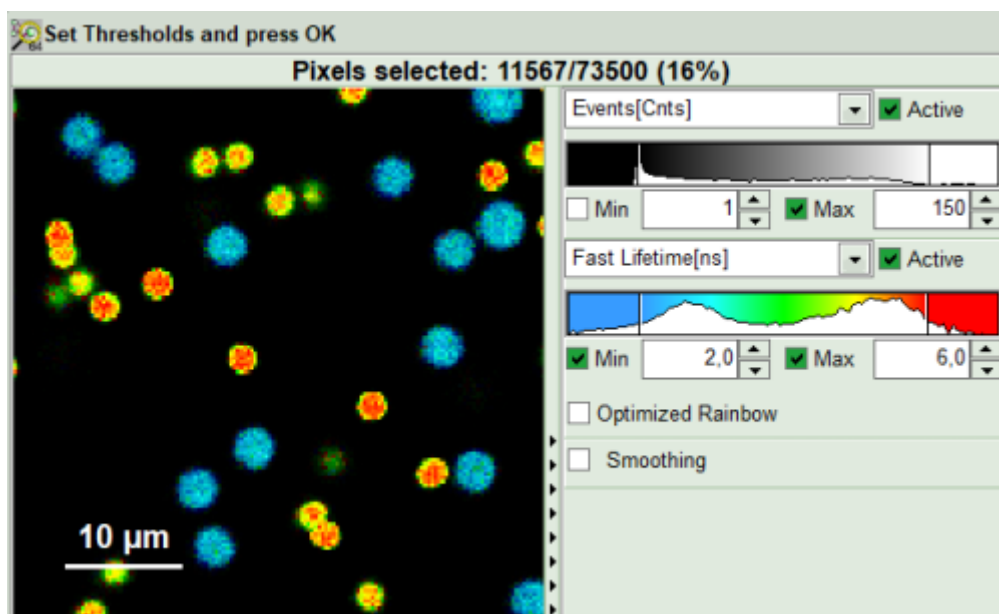 Set Thresholds and press OK
Pixels selected: 11567/73500 (16%)
Events[Cnts] Active
Min 1 Max 150
Fast Lifetime[ns] Active
Min 2,0 Max 6,0
Optimized Rainbow
Smoothing
10 µm